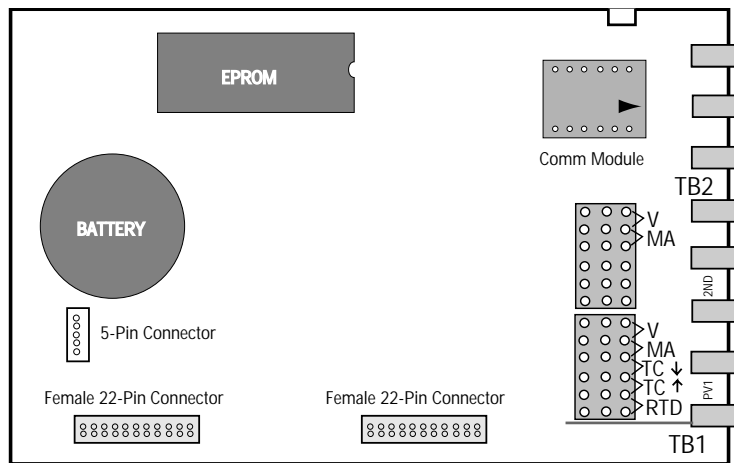 EPROM
Comm Module
TB2
BATTERY
V
MA
2ND
5-Pin Connector
V
MA
TC ↓
TC ↑
RTD
PV1
Female 22-Pin Connector
Female 22-Pin Connector
TB1